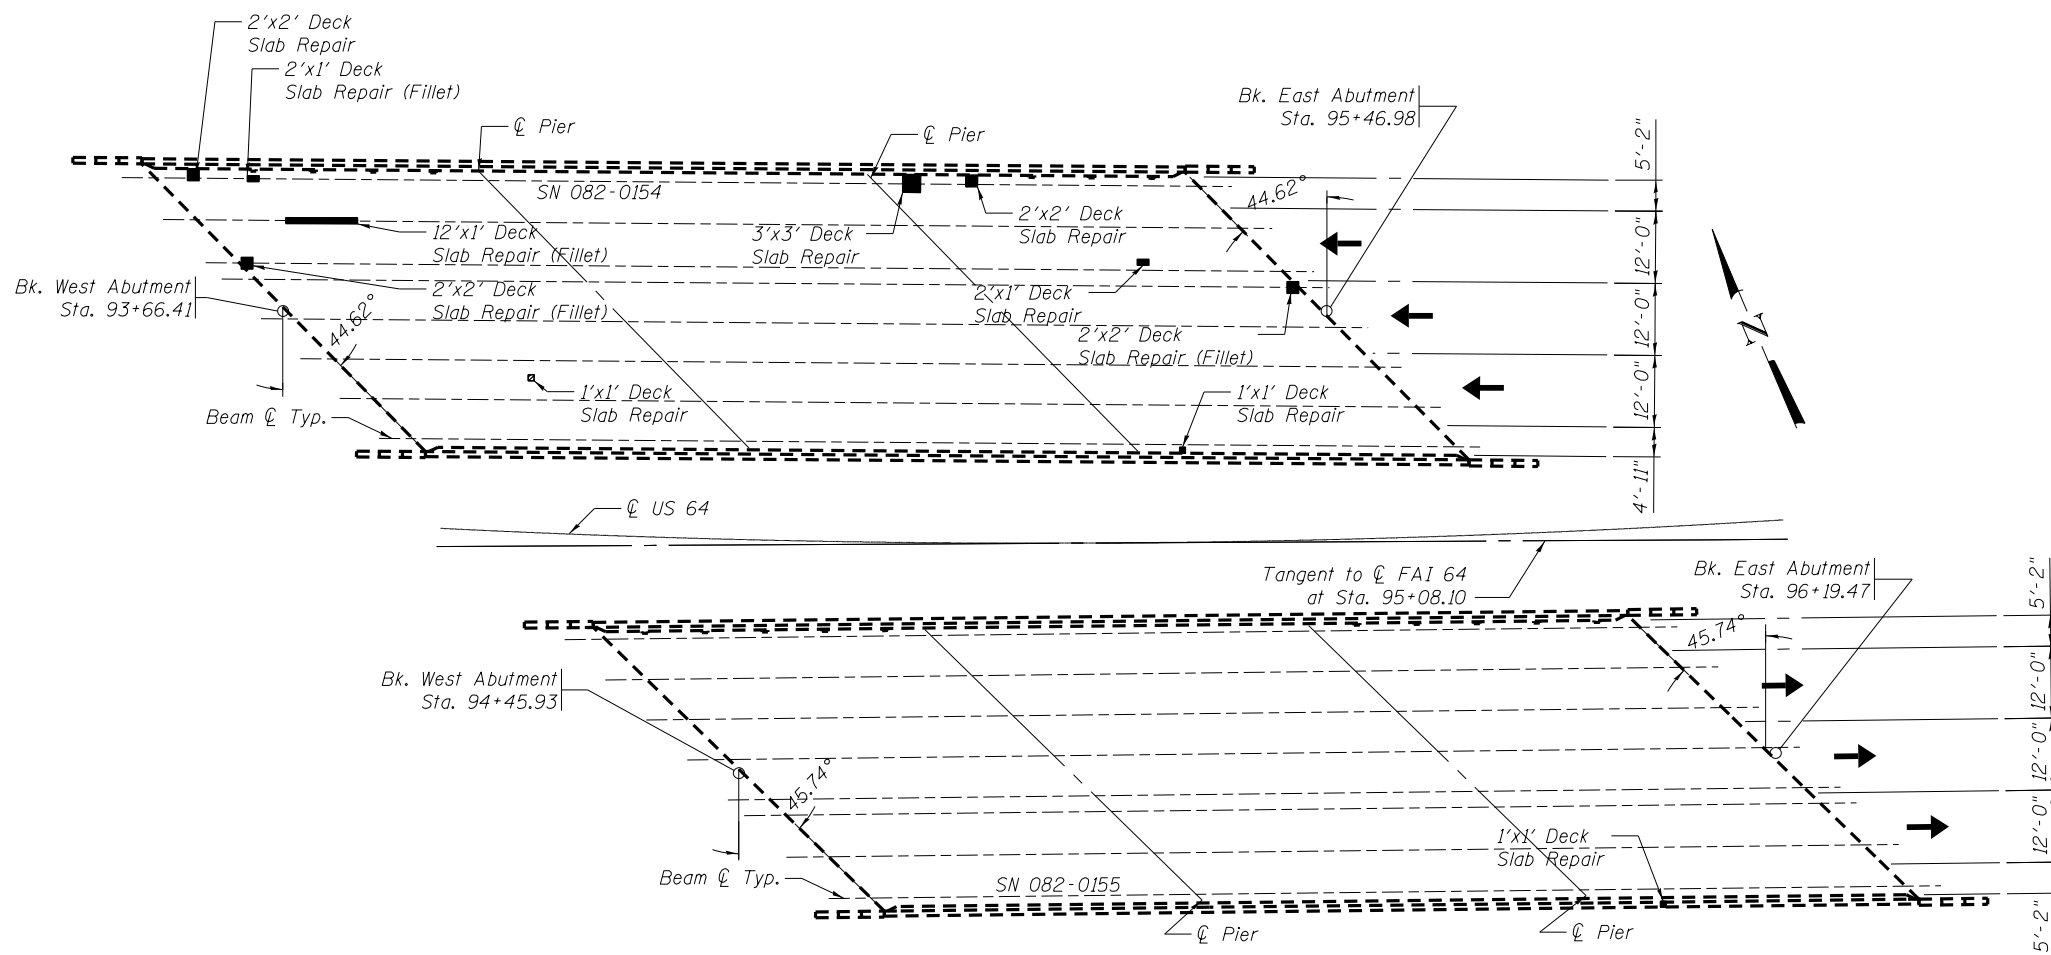 2'x2' Deck
Slab Repair
2'x1' Deck
Slab Repair (Fillet)
℄ Pier
℄ Pier
Bk. East Abutment
Sta. 95+46.98
5'-2"
SN 082-0154
44.62°
12'x1' Deck
Slab Repair (Fillet)
3'x3' Deck
Slab Repair
2'x2' Deck
Slab Repair
12'-0"
Bk. West Abutment
Sta. 93+66.41
44.62°
2'x2' Deck
Slab Repair (Fillet)
2'x1' Deck
Slab Repair
2'x2' Deck
Slab Repair (Fillet)
12'-0"
N
1'x1' Deck
Slab Repair
1'x1' Deck
Slab Repair
12'-0"
Beam ℄ Typ.
4'-11"
℄ US 64
Tangent to ℄ FAI 64
at Sta. 95+08.10
Bk. East Abutment
Sta. 96+19.47
5'-2"
45.74°
Bk. West Abutment
Sta. 94+45.93
12'-0"
12'-0"
45.74°
12'-0"
1'x1' Deck
Slab Repair
Beam ℄ Typ.
SN 082-0155
℄ Pier
℄ Pier
5'-2"